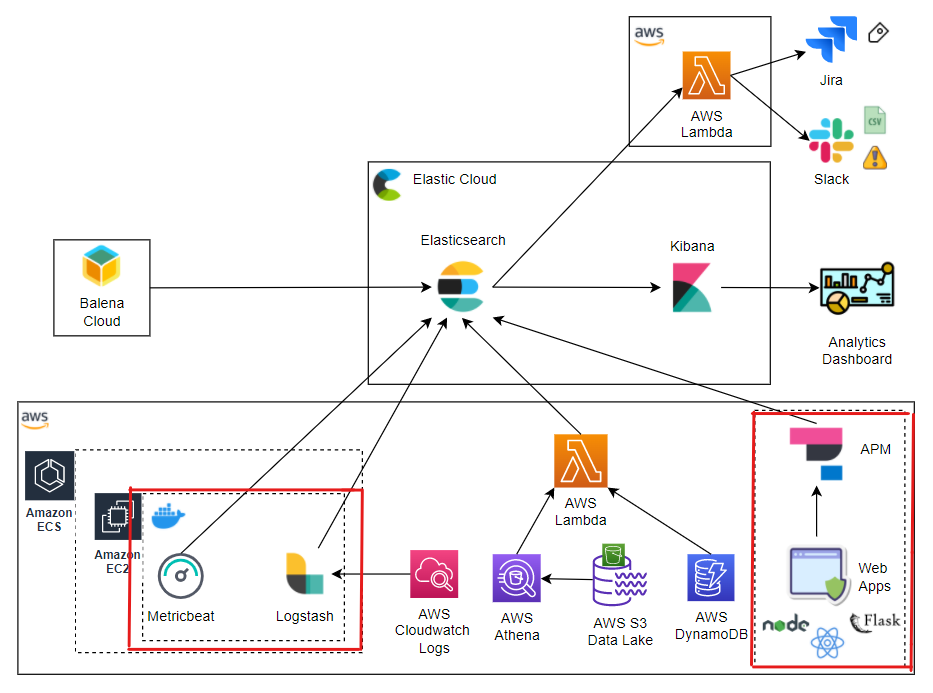 aws
AWS
Lambda
Jira
CSV
Slack
Elastic Cloud
Elasticsearch
Kibana
Balena
Cloud
Analytics
Dashboard
aws
Amazon
ECS
Amazon
EC2
Metricbeat
Logstash
AWS
Cloudwatch
Logs
AWS
Lambda
AWS
Athena
AWS S3
Data Lake
AWS
DynamoDB
APM
Web
Apps
node
Flask